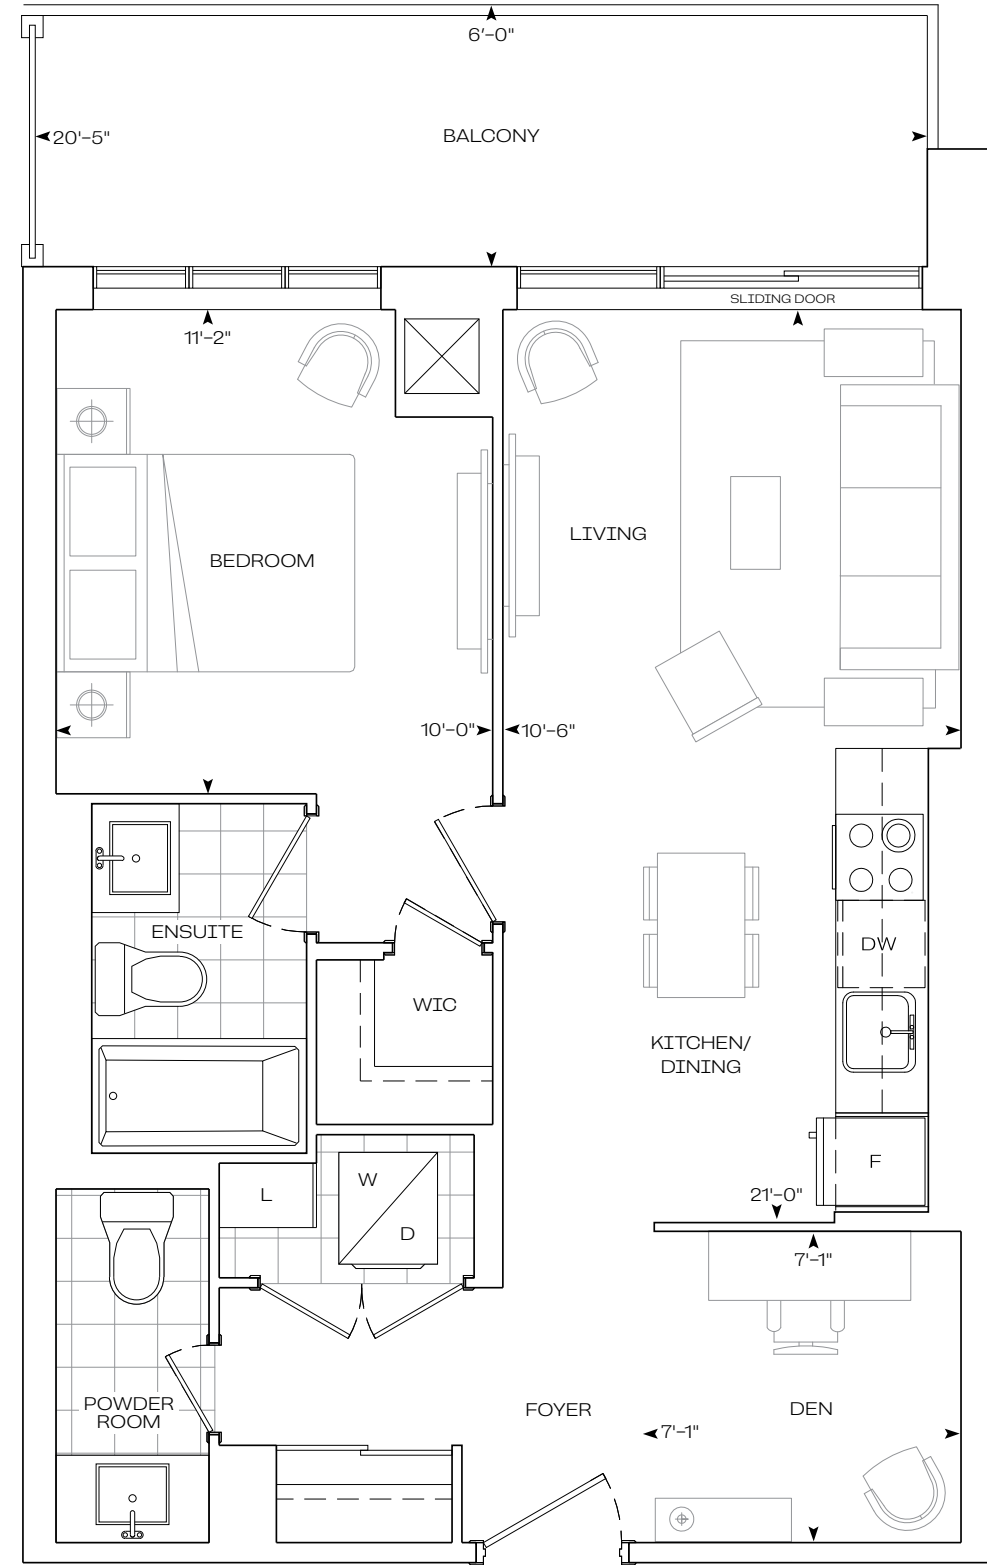 6'-0"
20'-5"
BALCONY
SLIDING DOOR
11'-2"
LIVING
BEDROOM
10'-0"
10'-6"
ENSUITE
DW
WIC
KITCHEN/
DINING
F
W
L
21'-0"
D
7'-1"
POWDER
ROOM
FOYER
DEN
7'-1"